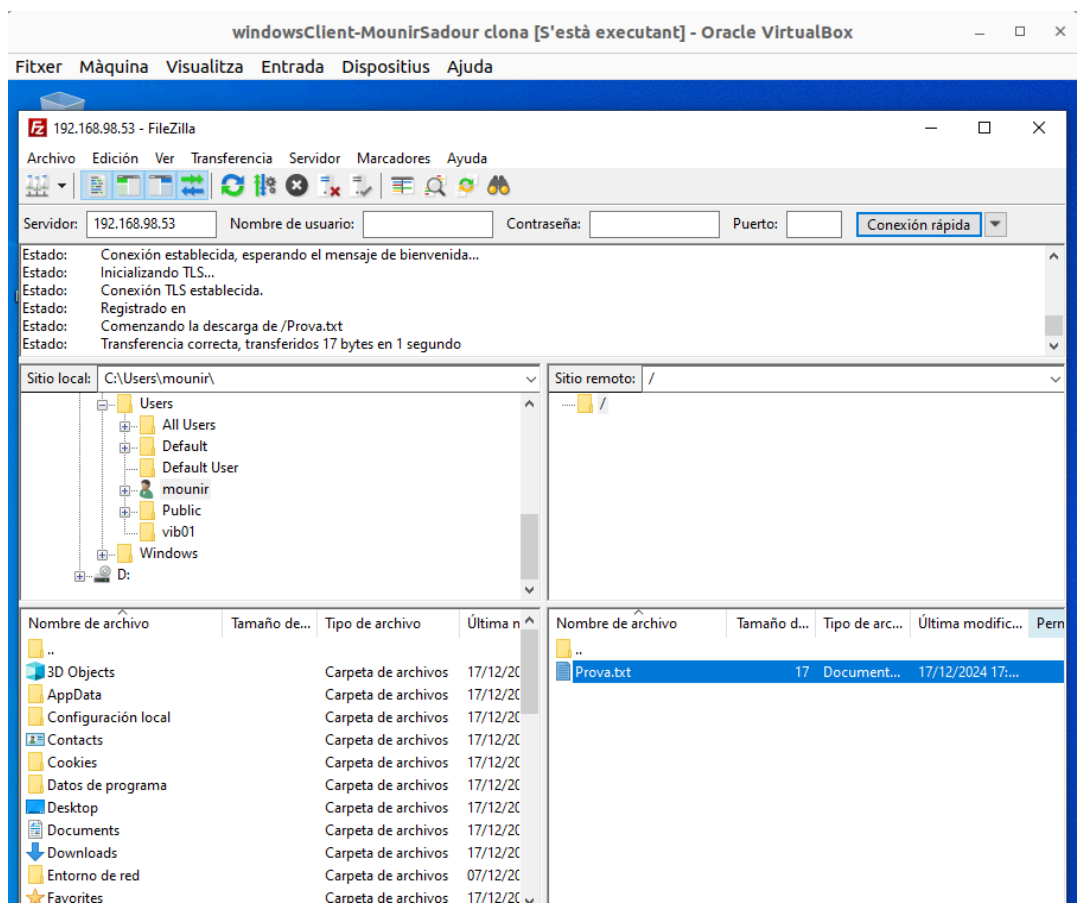 windowsClient-MounirSadour clona [S'està executant] - Oracle VirtualBox
Fitxer Màquina Visualitza Entrada Dispositius Ajuda
192.168.98.53 - FileZilla
Archivo Edición Ver Transferencia Servidor Marcadores Ayuda
Servidor: 192.168.98.53 Nombre de usuario: Contraseña: Puerto: Conexión rápida
Estado: Conexión establecida, esperando el mensaje de bienvenida...
Estado: Inicializando TLS...
Estado: Conexión TLS establecida.
Estado: Registrado en
Estado: Comenzando la descarga de /Prova.txt
Estado: Transferencia correcta, transferidos 17 bytes en 1 segundo
Sitio local: C:\Users\mounir\
Users
All Users
Default
Default User
mounir
Public
vib01
Windows
D:
Sitio remoto: /
/
Nombre de archivo Tamaño de... Tipo de archivo Última
..
3D Objects Carpeta de archivos 17/12/20
AppData Carpeta de archivos 17/12/20
Configuración local Carpeta de archivos 17/12/20
Contacts Carpeta de archivos 17/12/20
Cookies Carpeta de archivos 17/12/20
Datos de programa Carpeta de archivos 17/12/20
Desktop Carpeta de archivos 17/12/20
Documents Carpeta de archivos 17/12/20
Downloads Carpeta de archivos 17/12/20
Entorno de red Carpeta de archivos 07/12/20
Favorites Carpeta de archivos 17/12/20
Nombre de archivo Tamaño d... Tipo de arc... Última modific... Perm
..
Prova.txt 17 Document... 17/12/2024 17:...